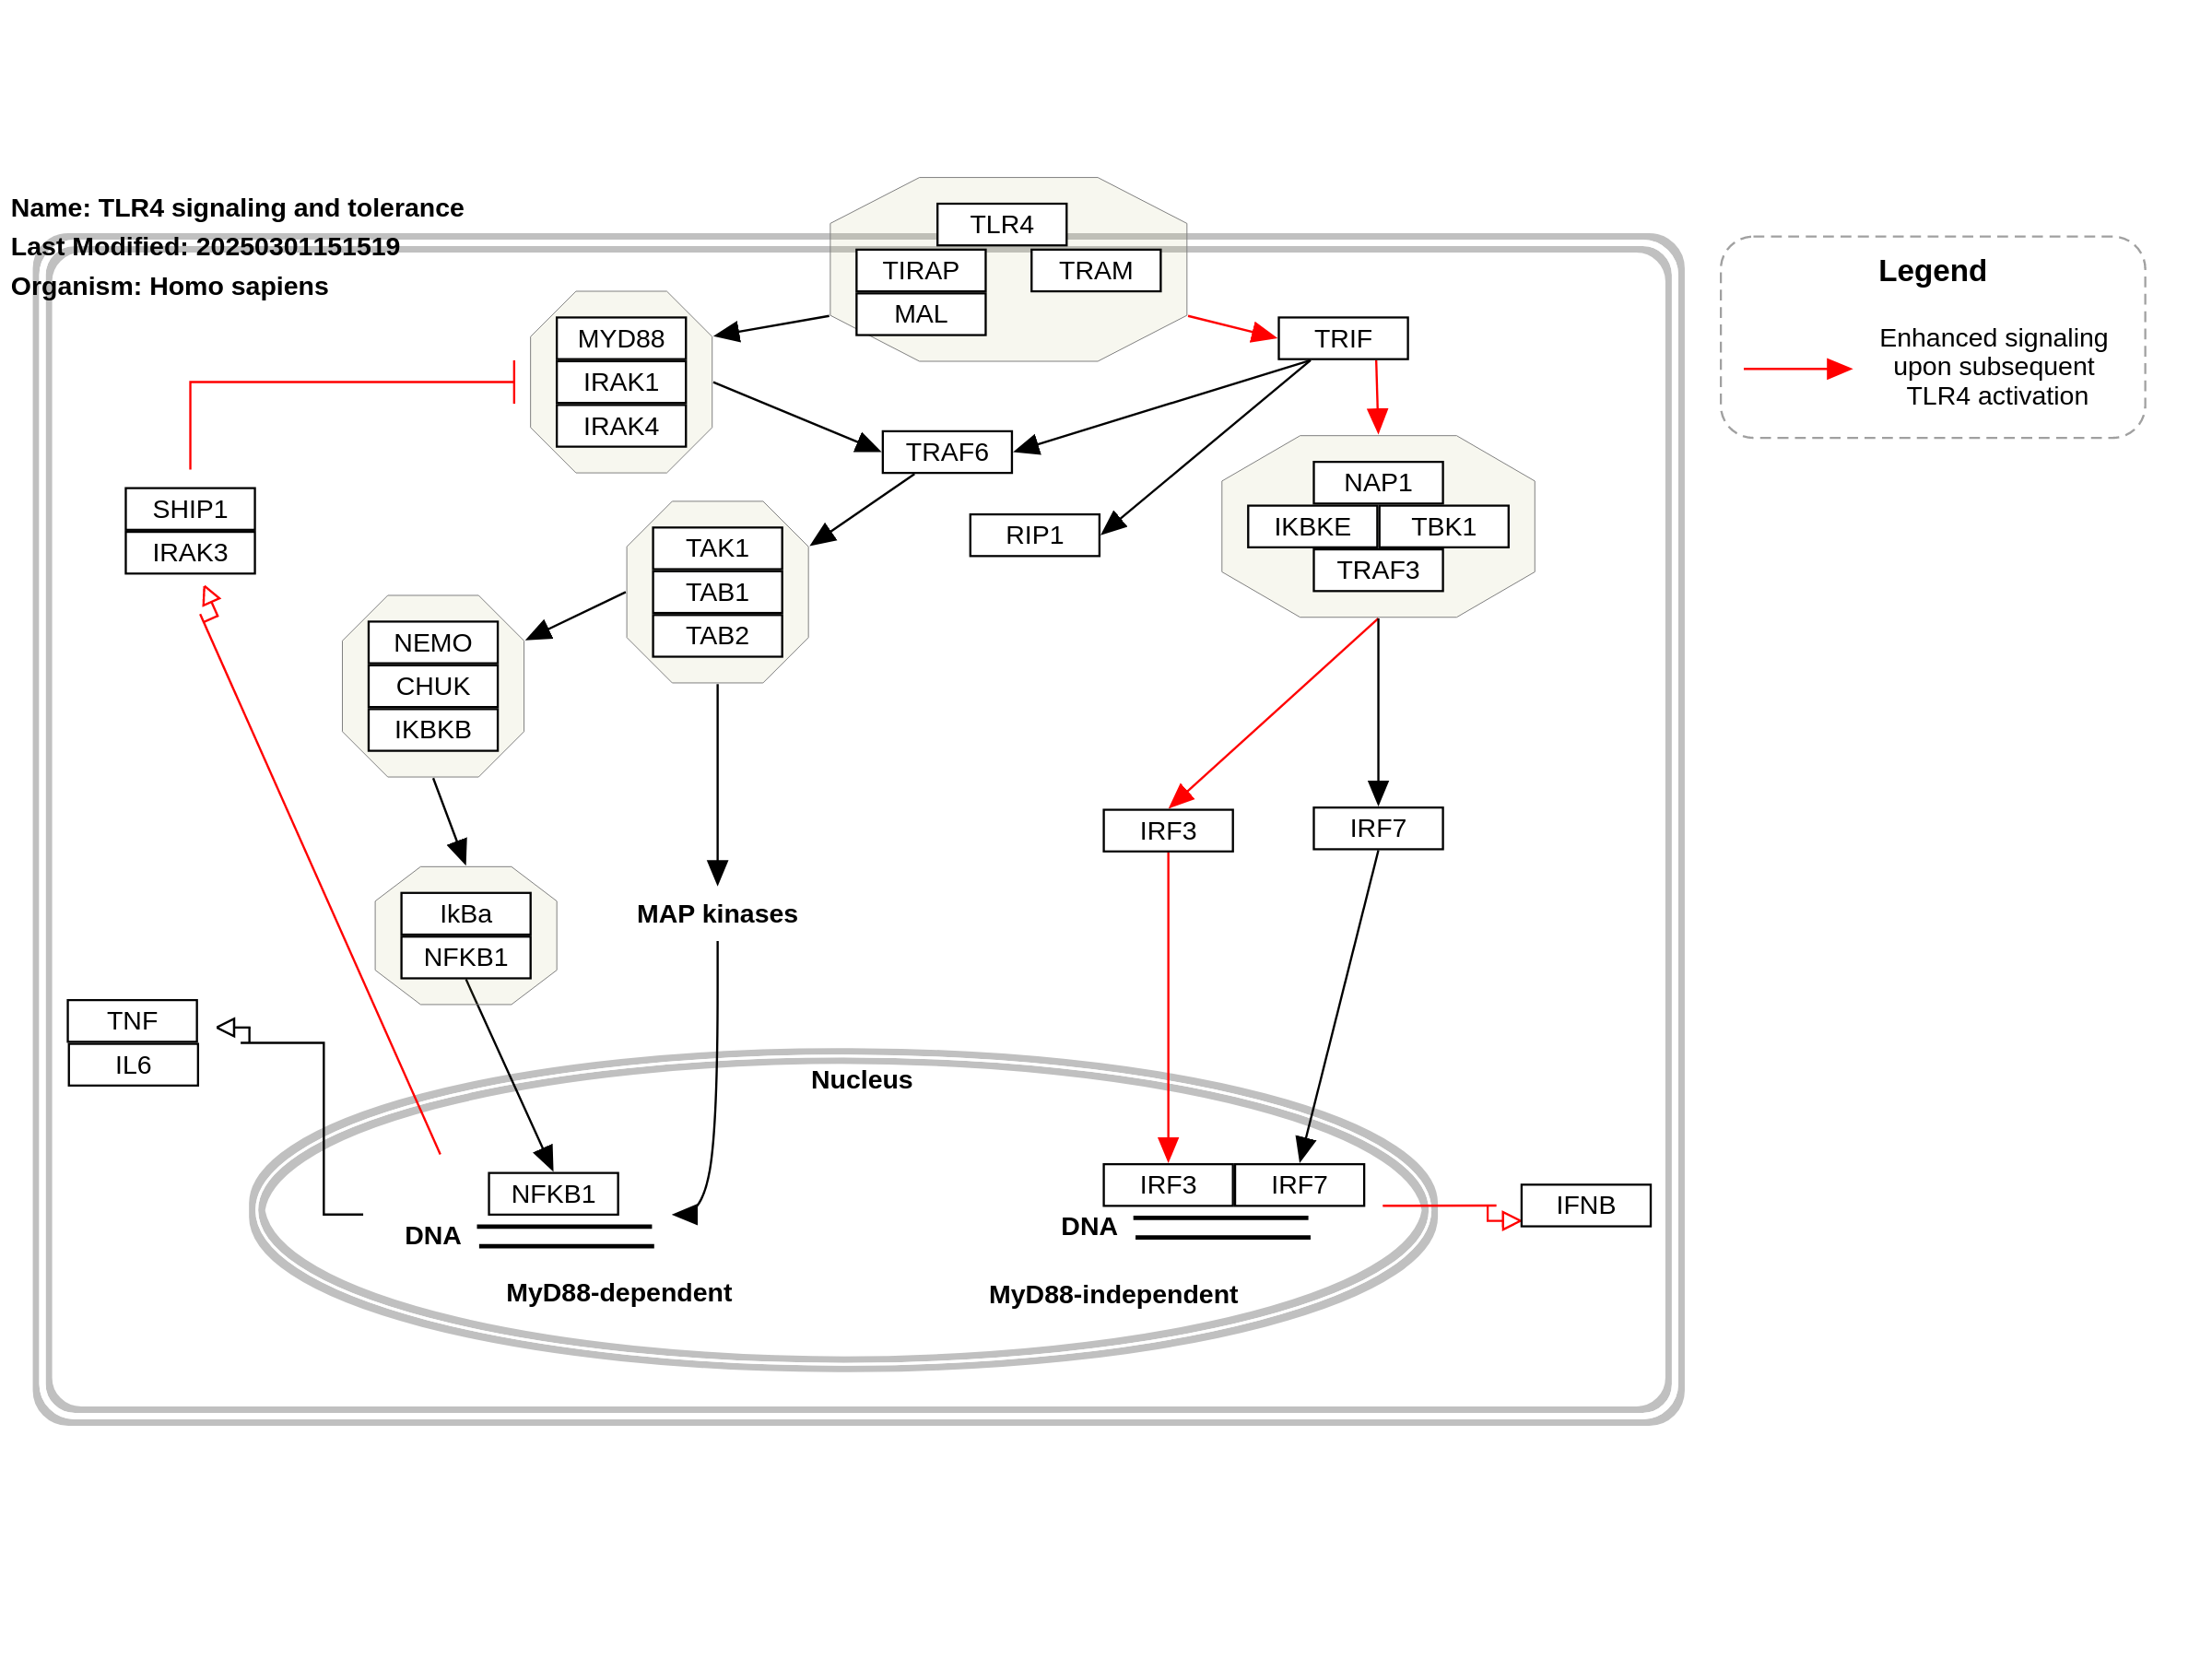 Name: TLR4 signaling and tolerance
Last Modified: 20250301151519
Organism: Homo sapiens
TLR4
TIRAP
TRAM
MAL
MYD88
IRAK1
IRAK4
TRIF
Legend
Enhanced signaling
upon subsequent
TLR4 activation
TRAF6
SHIP1
IRAK3
RIP1
NAP1
IKBKE
TBK1
TRAF3
TAK1
TAB1
TAB2
NEMO
CHUK
IKBKB
IRF3
IRF7
IkBa
NFKB1
MAP kinases
TNF
IL6
Nucleus
NFKB1
DNA
IRF3
IRF7
DNA
IFNB
MyD88-dependent
MyD88-independent